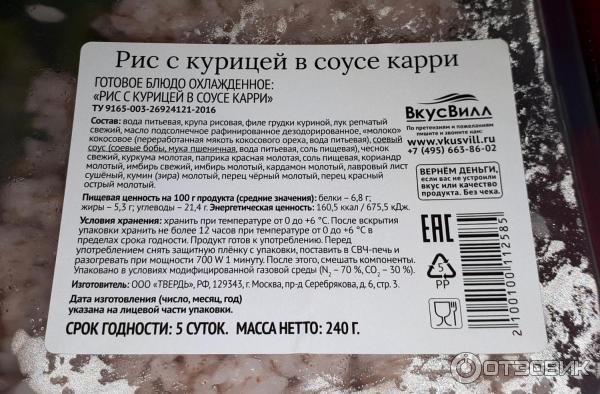 Рис с курицей в соусе карри
ГОТОВОЕ БЛЮДО ОХЛАЖДЕННОЕ:
«РИС С КУРИЦЕЙ В СОУСЕ КАРРИ»
ТУ 9165-003-26924121-2016
Состав: вода питьевая, крупа рисовая, филе грудки куриной, лук репчатый
свежий, масло подсолнечное рафинированное дезодорированное, «молоко»
кокосовое (переработанная мякоть кокосового ореха, вода питьевая), соевый
соус (соевые бобы, мука пшеничная, вода питьевая, соль пищевая), чеснок
свежий, куркума молотая, паприка красная молотая, соль пищевая, кориандр
молотый, имбирь свежий, имбирь молотый, кардамон молотый, лавровый лист
сушёный, кумин (зира) молотый, перец чёрный молотый, перец красный
острый молотый.
Пищевая ценность на 100 г продукта (средние значения): белки – 6,8 г;
жиры – 5,3 г; углеводы – 21,4 г. Энергетическая ценность: 160,5 ккал / 675,5 кДж.
Условия хранения: хранить при температуре от 0 до +6 °С. После вскрытия
упаковки хранить не более 12 часов при температуре от 0 до +6 °С в
пределах срока годности. Продукт готов к употреблению. Перед
употреблением снять защитную плёнку с упаковки, поставить в СВЧ-печь и
разогревать при мощности 700 W 1 минуту. После этого, смешать компоненты.
Упаковано в условиях модифицированной газовой среды (N₂ – 70 %, CO₂ – 30 %).
Изготовитель: ООО «ТВЕРДЬ», РФ, 129343, г. Москва, пр-д Серебрякова, д. 6, стр. 3.
Дата изготовления (число, месяц, год)
указана на лицевой части упаковки.
СРОК ГОДНОСТИ: 5 СУТОК. МАССА НЕТТО: 240 Г.
ВкусВилл
По претензиям и пожеланиям
пишите и звоните:
www.vkusvill.ru
+7 (495) 663-86-02
ВЕРНЁМ ДЕНЬГИ,
если вас не устроил
вкус или качество
продукта. Без чека.
EAC
5
PP
2100100112585
ОТЗОВИК